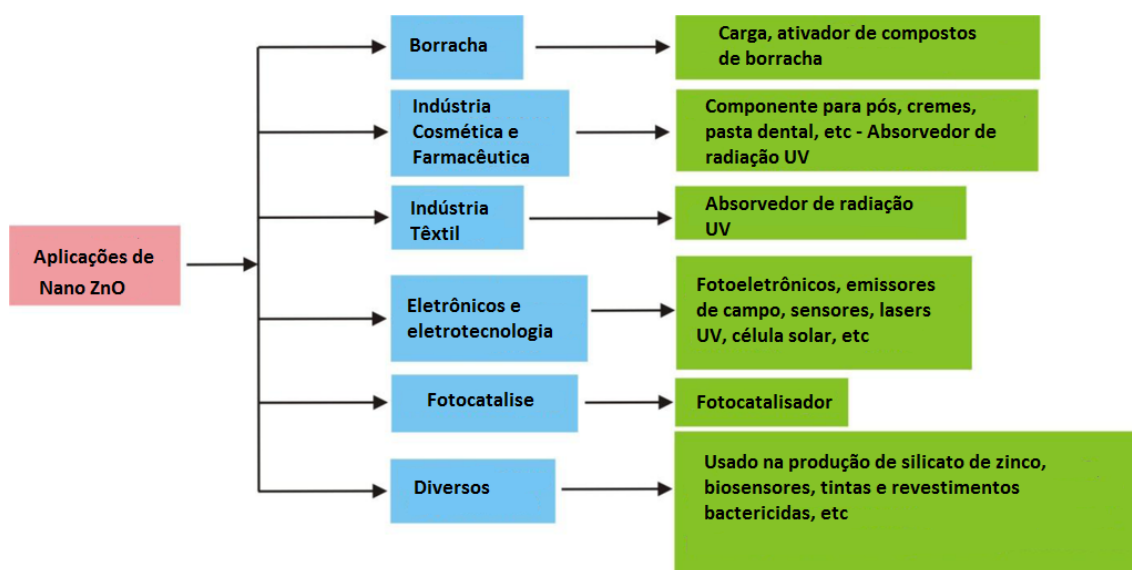 Aplicações de
Nano ZnO
Borracha
Carga, ativador de compostos
de borracha
Indústria
Cosmética e
Farmacêutica
Componente para pós, cremes,
pasta dental, etc - Absorvedor de
radiação UV
Indústria
Têxtil
Absorvedor de radiação
UV
Eletrônicos e
eletrotecnologia
Fotoeletrônicos, emissores
de campo, sensores, lasers
UV, célula solar, etc
Fotocatalise
Fotocatalisador
Diversos
Usado na produção de silicato de zinco,
biosensores, tintas e revestimentos
bactericidas, etc